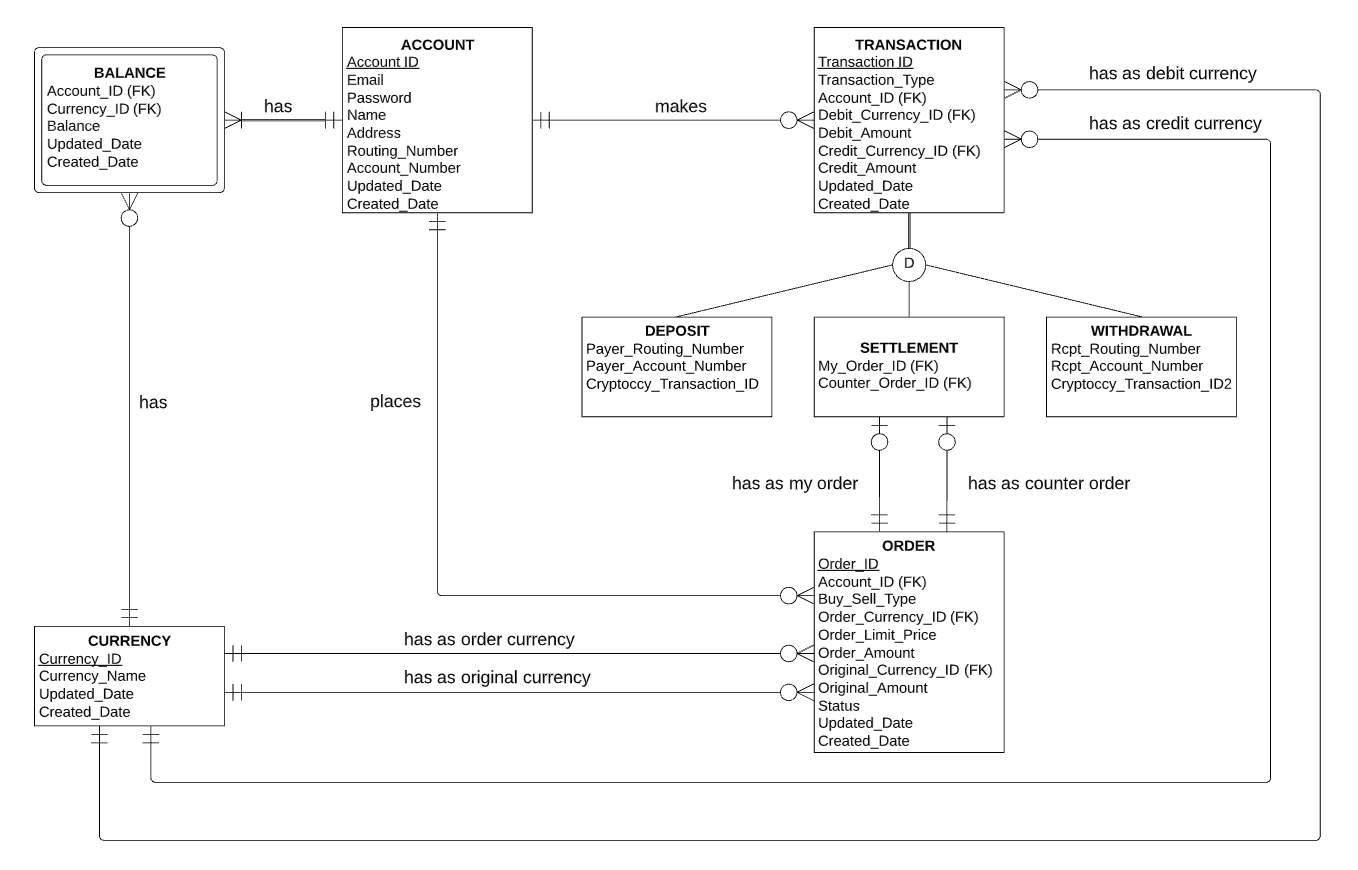 BALANCE
Account_ID (FK)
Currency_ID (FK)
Balance
Updated_Date
Created_Date
has
ACCOUNT
Account ID
Email
Password
Name
Address
Routing_Number
Account_Number
Updated_Date
Created_Date
makes
TRANSACTION
Transaction ID
Transaction_Type
Account_ID (FK)
Debit_Currency_ID (FK)
Debit_Amount
Credit_Currency_ID (FK)
Credit_Amount
Updated_Date
Created_Date
has as debit currency
has as credit currency
D
DEPOSIT
Payer_Routing_Number
Payer_Account_Number
Cryptoccy_Transaction_ID
SETTLEMENT
My_Order_ID (FK)
Counter_Order_ID (FK)
WITHDRAWAL
Rcpt_Routing_Number
Rcpt_Account_Number
Cryptoccy_Transaction_ID2
has
places
has as my order
has as counter order
ORDER
Order_ID
Account_ID (FK)
Buy_Sell_Type
Order_Currency_ID (FK)
Order_Limit_Price
Order_Amount
Original_Currency_ID (FK)
Original_Amount
Status
Updated_Date
Created_Date
CURRENCY
Currency_ID
Currency_Name
Updated_Date
Created_Date
has as order currency
has as original currency